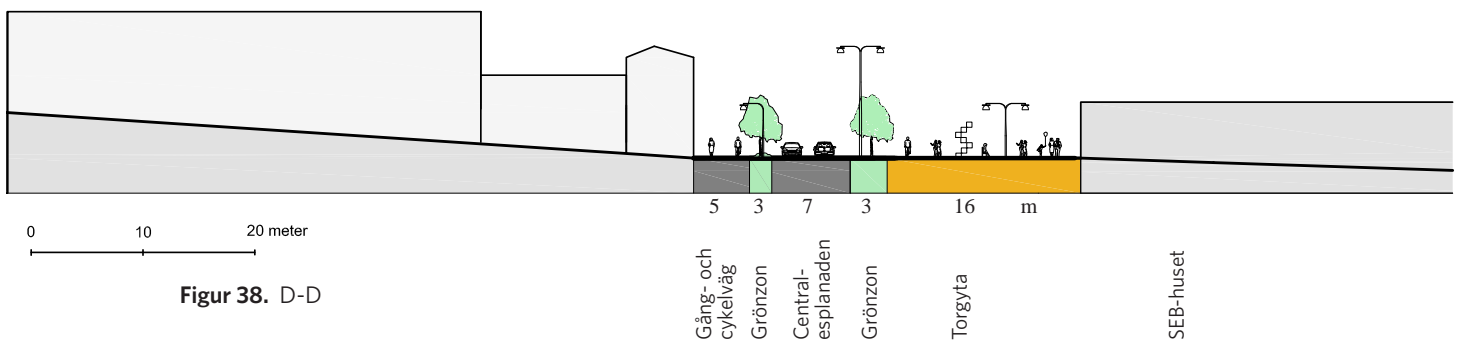 5 3 7 3 16 m
0 10 20 meter
Figur 38. D-D
Gång- och
cykelväg
Grönzon
Central-
esplanaden
Grönzon
Torgyta
SEB-huset